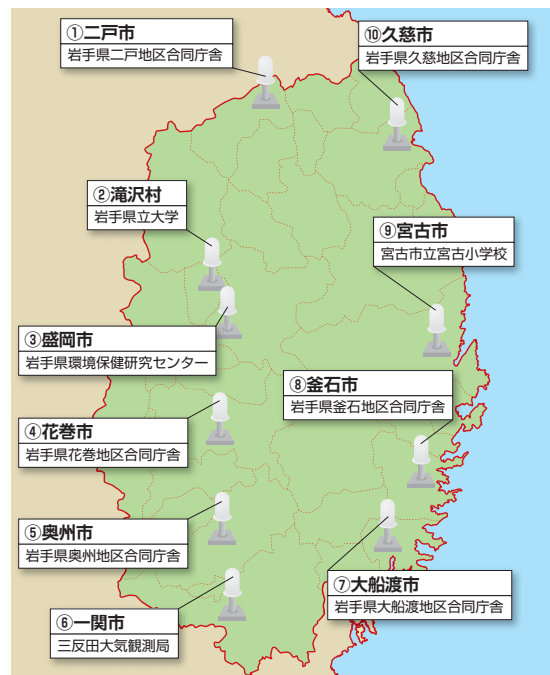 ①二戸市
岩手県二戸地区合同庁舎
⑩久慈市
岩手県久慈地区合同庁舎
②滝沢村
岩手県立大学
⑨宮古市
宮古市立宮古小学校
③盛岡市
岩手県環境保健研究センター
⑧釜石市
岩手県釜石地区合同庁舎
④花巻市
岩手県花巻地区合同庁舎
⑤奥州市
岩手県奥州地区合同庁舎
⑦大船渡市
岩手県大船渡地区合同庁舎
⑥一関市
三反田大気観測局